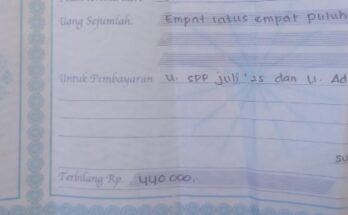 Uang Sejumlah. Empat ratus empat puluh
Untuk Pembayaran U. SPP juli '25 dan U. Ad
Terbilang Rp. 440.000,